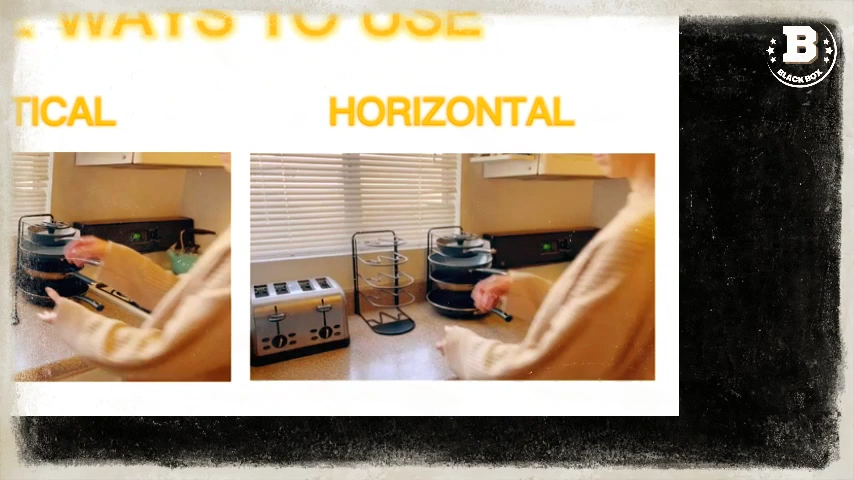 WAYS TO USE
TICAL
HORIZONTAL
B
BLACK BOX